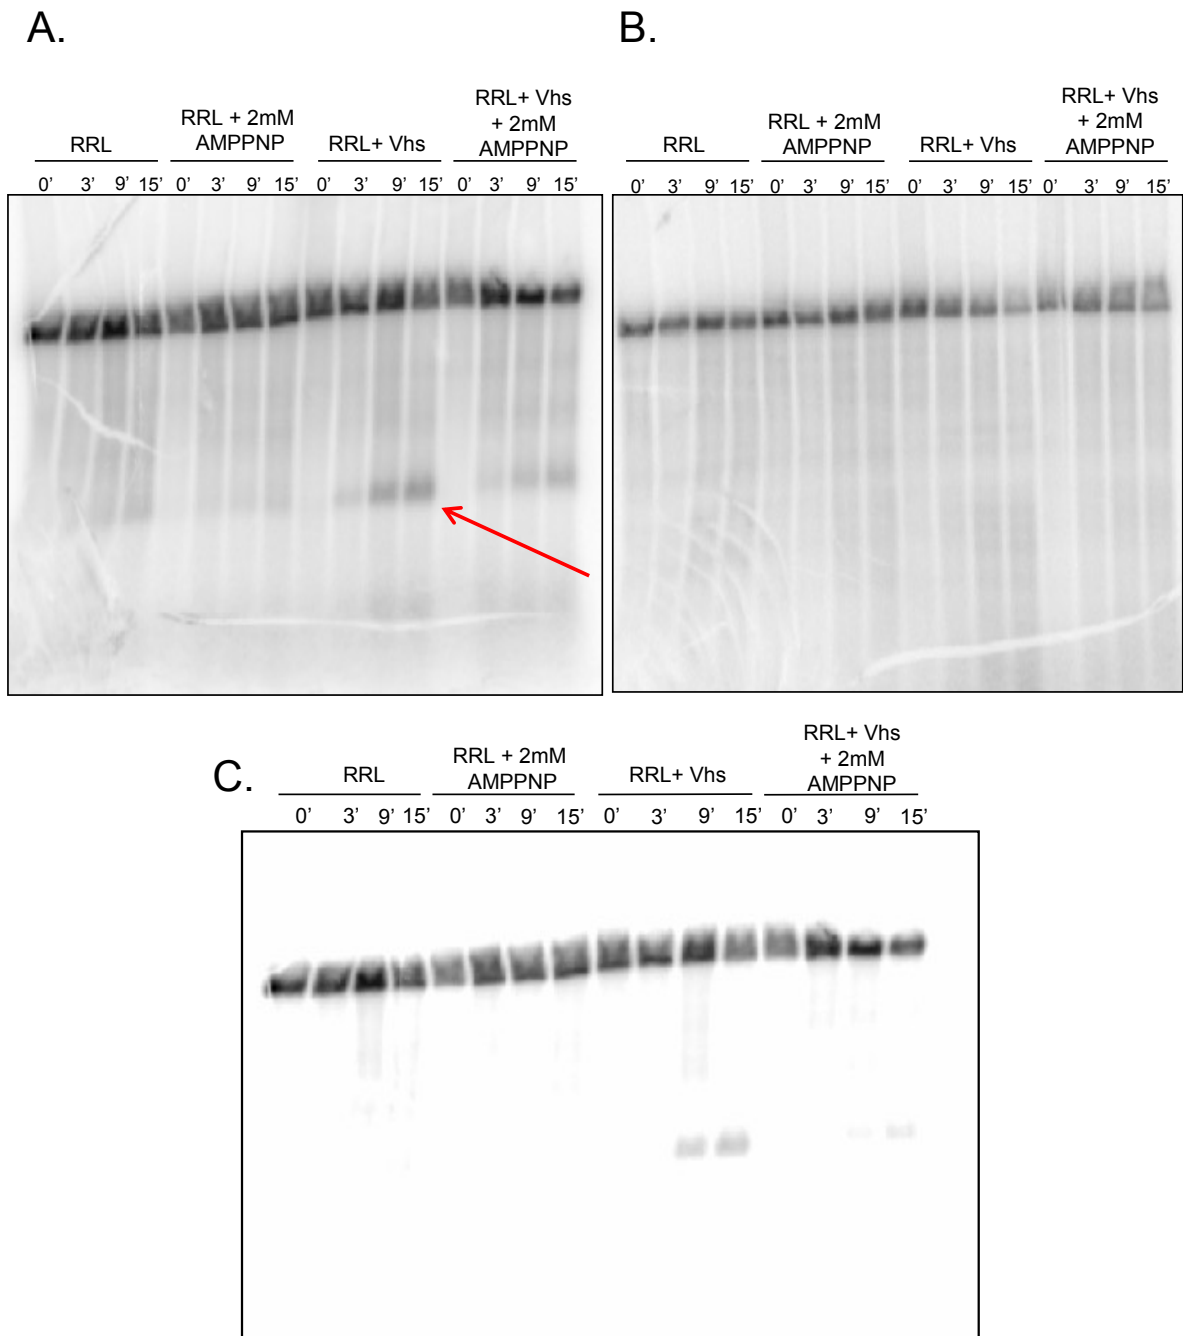 A.
B.
RRL
RRL + 2mM
AMPPNP
RRL+ Vhs
RRL+ Vhs
+ 2mM
AMPPNP
0’ 3’ 9’ 15’ 0’ 3’ 9’ 15’ 0’ 3’ 9’ 15’ 0’ 3’ 9’ 15’
RRL
RRL + 2mM
AMPPNP
RRL+ Vhs
RRL+ Vhs
+ 2mM
AMPPNP
0’ 3’ 9’ 15’ 0’ 3’ 9’ 15’ 0’ 3’ 9’ 15’ 0’ 3’ 9’ 15’
C.
RRL
RRL + 2mM
AMPPNP
RRL+ Vhs
RRL+ Vhs
+ 2mM
AMPPNP
0’ 3’ 9’ 15’ 0’ 3’ 9’ 15’ 0’ 3’ 9’ 15’ 0’ 3’ 9’ 15’